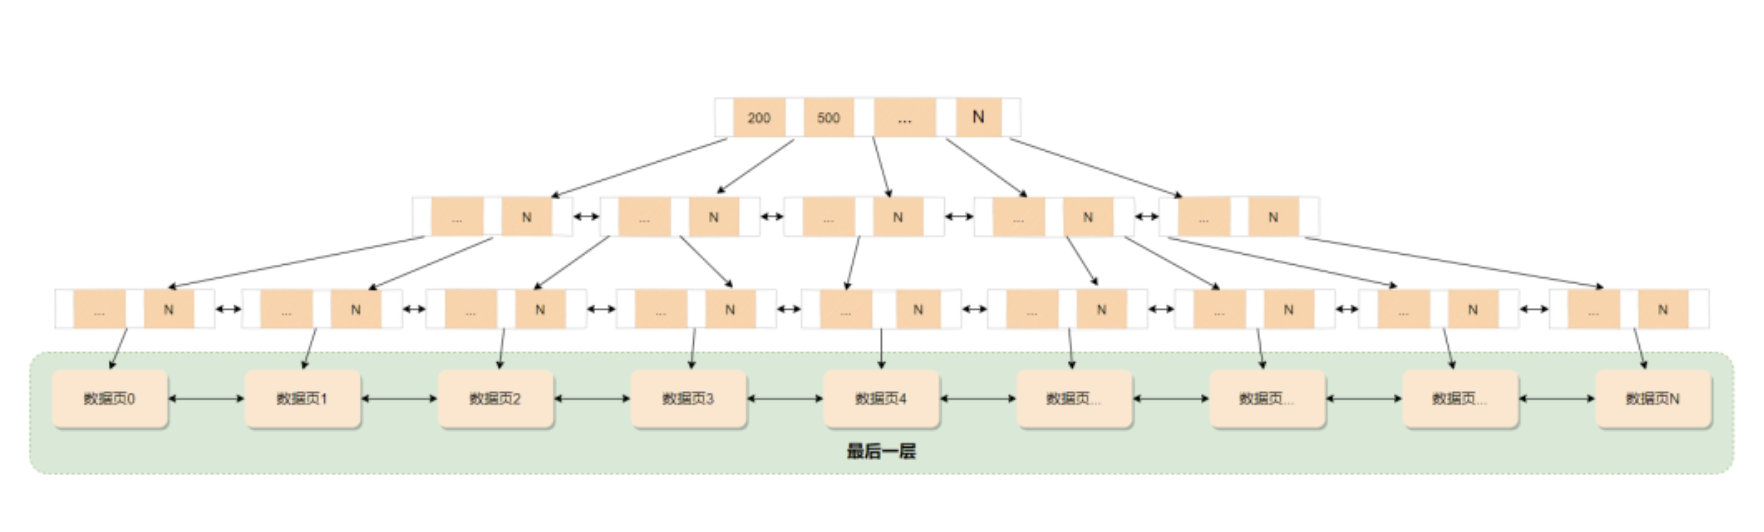 200 500 ... N
... N ... N ... N ... N ... N
... N ... N ... N ... N ... N ... N ... N ... N ... N
数据页0 数据页1 数据页2 数据页3 数据页4 数据页... 数据页... 数据页... 数据页N
最后一层